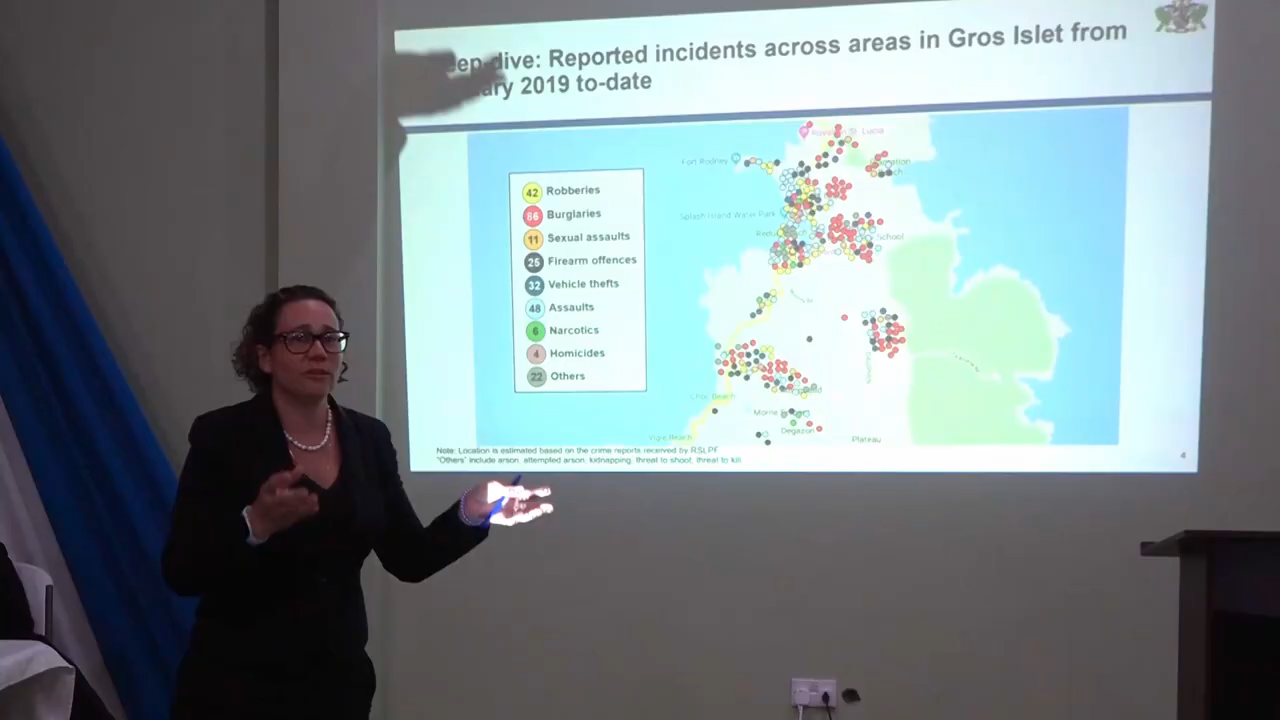 dive: Reported incidents across areas in Gros Islet from
2019 to-date
42 Robberies
86 Burglaries
11 Sexual assaults
25 Firearm offences
32 Vehicle thefts
48 Assaults
6 Narcotics
4 Homicides
22 Others
St. Lucia
Fort Rodney
Splash Island Water Park
School
Choc Beach
Morne
Degazon
Vigie Beach
Plateau
Note: Location is estimated based on the crime reports received by RSLPF
"Others" include arson, attempted arson, kidnapping, threat to shoot, threat to kill
4